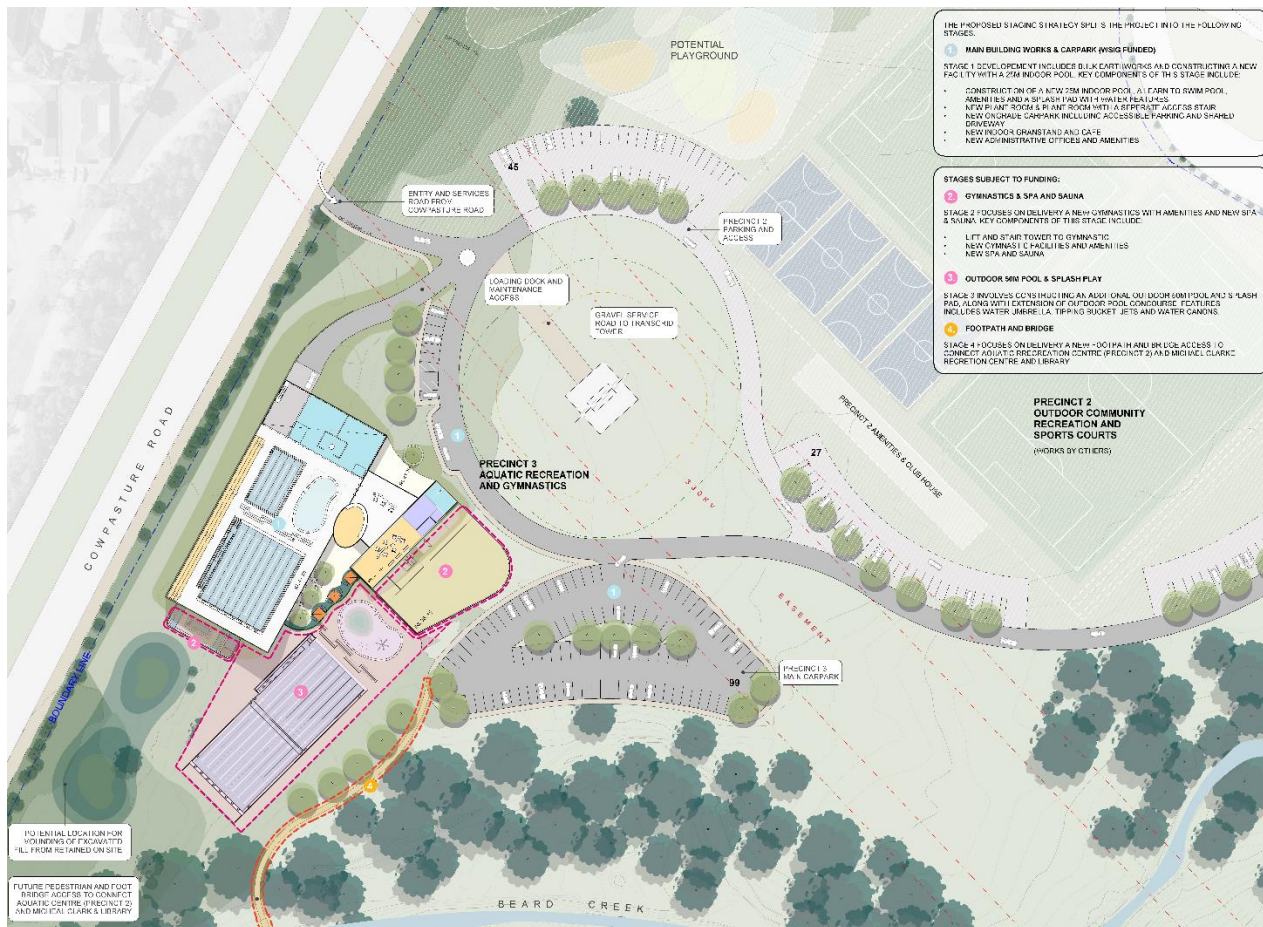 THE PROPOSED STAGING STRATEGY SPLITS THE PROJECT INTO THE FOLLOWING
STAGES.
1 MAIN BUILDING WORKS & CARPARK (WSIG FUNDED)
STAGE 1 DEVELOPEMENT INCLUDES BULK EARTHWORKS AND CONSTRUCTING A NEW
FACILITY WITH A 25M INDOOR POOL. KEY COMPONENTS OF THIS STAGE INCLUDE:
• CONSTRUCTION OF A NEW 25M INDOOR POOL, A LEARN TO SWIM POOL,
AMENITIES AND A SPLASH PAD WITH WATER FEATURES
• NEW PLANT ROOM & PLANT ROOM WITH A SEPERATE ACCESS STAIR
• NEW ONGRADE CARPARK INCLUDING ACCESSIBLE PARKING AND SHARED
DRIVEWAY
• NEW INDOOR GRANSTAND AND CAFE
• NEW ADMINISTRATIVE OFFICES AND AMENITIES
STAGES SUBJECT TO FUNDING:
2. GYMNASTICS & SPA AND SAUNA
STAGE 2 FOCUSES ON DELIVERY A NEW GYMNASTICS WITH AMENITIES AND NEW SPA
& SAUNA. KEY COMPONENTS OF THIS STAGE INCLUDE:
• LIFT AND STAIR TOWER TO GYMNASTIC
• NEW GYMNASTIC FACILITIES AND AMENITIES
• NEW SPA AND SAUNA
3 OUTDOOR 50M POOL & SPLASH PLAY
STAGE 3 INVOLVES CONSTRUCTING AN ADDITIONAL OUTDOOR 50M POOL AND SPLASH
PAD, ALONG WITH EXTENSION OF OUTDOOR POOL CONCOURSE. FEATURES
INCLUDES WATER UMBRELLA, TIPPING BUCKET, JETS AND WATER CANONS.
4. FOOTPATH AND BRIDGE
STAGE 4 FOCUSES ON DELIVERY A NEW FOOTPATH AND BRIDGE ACCESS TO
CONNECT AQUATIC RRECREATION CENTRE (PRECINCT 2) AND MICHAEL CLARKE
RECRETION CENTRE AND LIBRARY
POTENTIAL
PLAYGROUND
45
ENTRY AND SERVICES
ROAD FROM
COWPASTURE ROAD
PRECINCT 2
PARKING AND
ACCESS
LOADING DOCK AND
MAINTENANCE
ACCESS
GRAVEL SERVICE
ROAD TO TRANSGRID
TOWER
PRECINCT 2 AMENITIES & CLUB HOUSE
PRECINCT 2
OUTDOOR COMMUNITY
RECREATION AND
SPORTS COURTS
(WORKS BY OTHERS)
COWPASTURE ROAD
1
PRECINCT 3
AQUATIC RECREATION
AND GYMNASTICS
27
330KV
1
2
1
EASEMENT
2
BOUNDARY LINE
3
99
PRECINCT 3
MAIN CARPARK
4
POTENTIAL LOCATION FOR
MOUNDING OF EXCAVATED
FILL FROM RETAINED ON SITE
FUTURE PEDESTRIAN AND FOOT
BRIDGE ACCESS TO CONNECT
AQUATIC CENTRE (PRECINCT 2)
AND MICHEAL CLARK & LIBRARY
BEARD CREEK